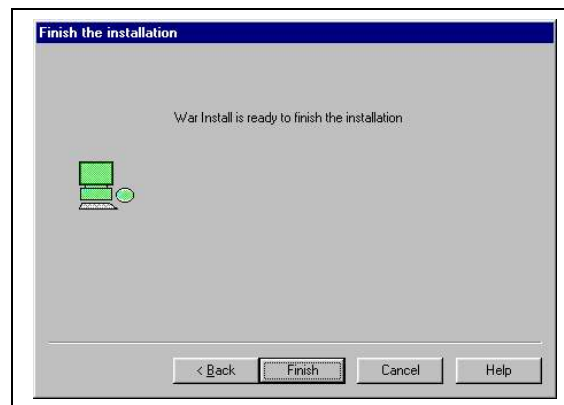 Finish the installation
War Install is ready to finish the installation
< Back Finish Cancel Help